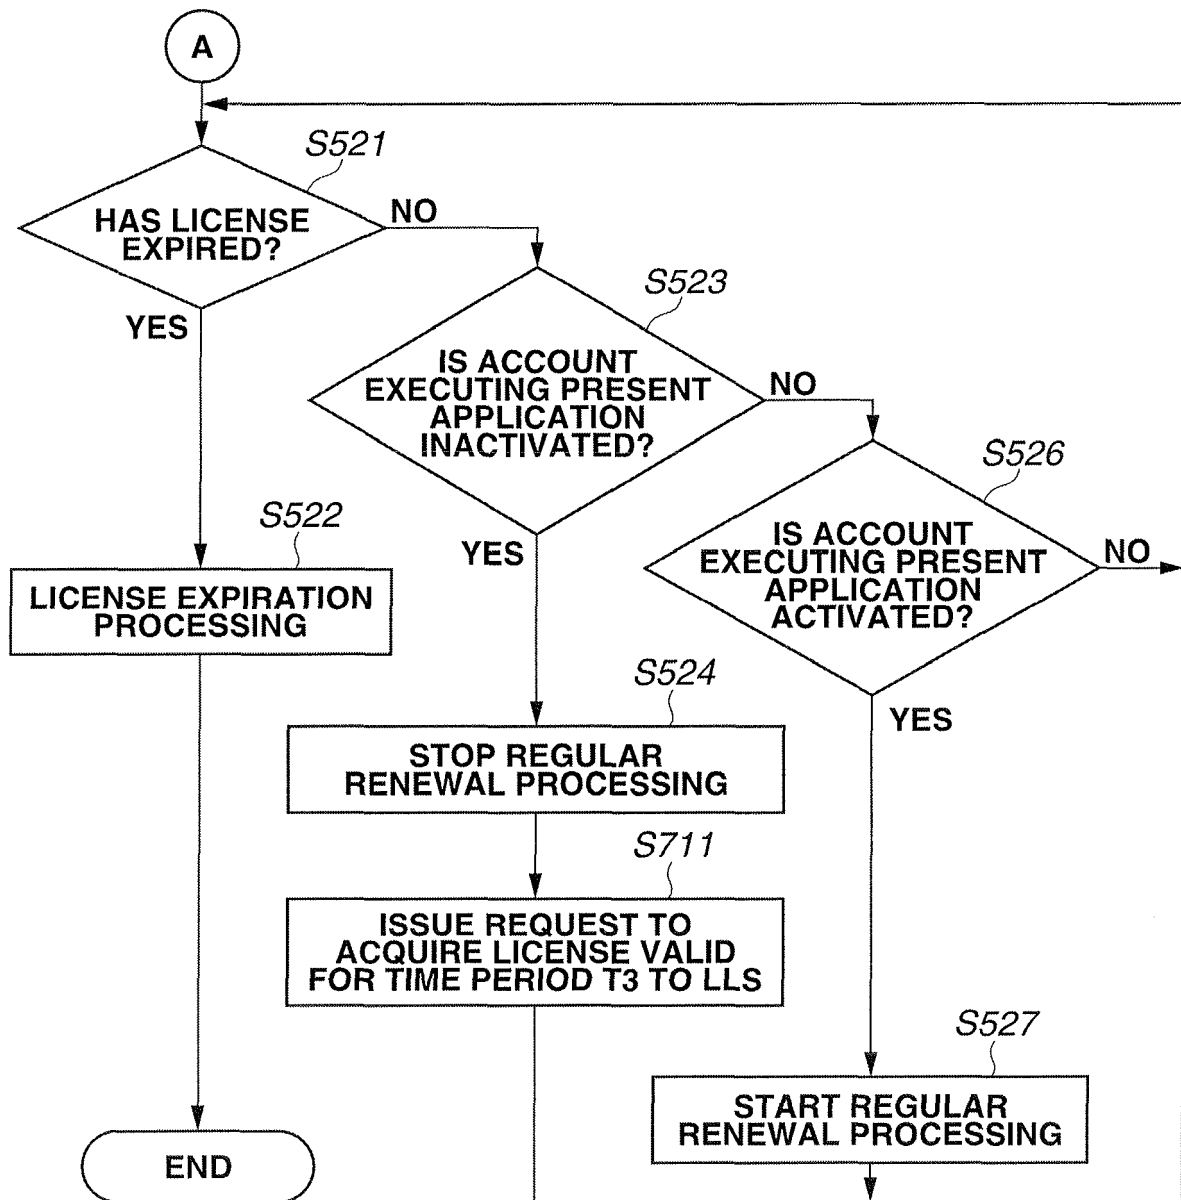 A
S521
HAS LICENSE
EXPIRED?
NO
YES
S523
IS ACCOUNT
EXECUTING PRESENT
APPLICATION
INACTIVATED?
NO
YES
S526
IS ACCOUNT
EXECUTING PRESENT
APPLICATION
ACTIVATED?
NO
YES
S522
LICENSE EXPIRATION
PROCESSING
S524
STOP REGULAR
RENEWAL PROCESSING
S711
ISSUE REQUEST TO
ACQUIRE LICENSE VALID
FOR TIME PERIOD T3 TO LLS
S527
START REGULAR
RENEWAL PROCESSING
END